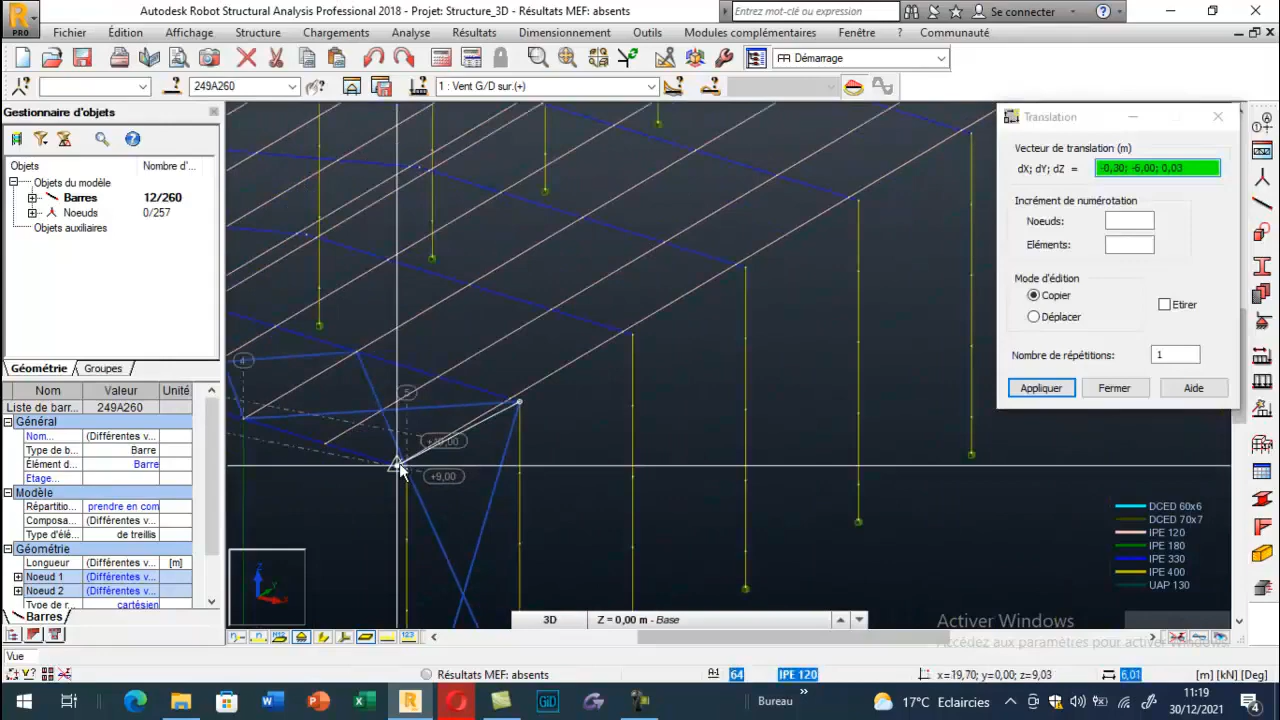 Autodesk Robot Structural Analysis Professional 2018 - Projet: Structure_3D - Résultats MEF: absents
Entrez mot-clé ou expression
Se connecter
PRO
Fichier Édition Affichage Structure Chargements Analyse Résultats Dimensionnement Outils Modules complémentaires Fenêtre ? Communauté
Démarrage
249A260
1 : Vent G/D sur.(+)
Gestionnaire d'objets
Objets Nombre d'...
Objets du modèle
Barres 12/260
Noeuds 0/257
Objets auxiliaires
Géométrie Groupes
Nom Valeur Unité
Liste de barr... 249A260
Général
Nom... (Différentes v...
Type de b... Barre
Élément d... Barre
Etage...
Modèle
Répartitio... prendre en com
Composa... (Différentes v...
Type d'élé... de treillis
Géométrie
Longueur (Différentes v... [m]
Noeud 1 (Différentes v...
Noeud 2 (Différentes v...
Type de r... cartésien
Barres
Vue
4
+10,00
+9,00
Translation
Vecteur de translation (m)
dX; dY; dZ = -0,30; -6,00; 0,03
Incrément de numérotation
Noeuds:
Eléments:
Mode d'édition
Copier
Etirer
Déplacer
Nombre de répétitions: 1
Appliquer Fermer Aide
DCED 60x6
DCED 70x7
IPE 120
IPE 180
IPE 330
IPE 400
UAP 130
Activer Windows
Accédez aux paramètres pour activer Windows.
3D Z = 0,00 m - Base
Résultats MEF: absents
64 IPE 120
x=19,70; y=0,00; z=9,03
6,01 [m] [kN] [Deg]
Bureau
17°C Eclaircies
11:19
30/12/2021
4